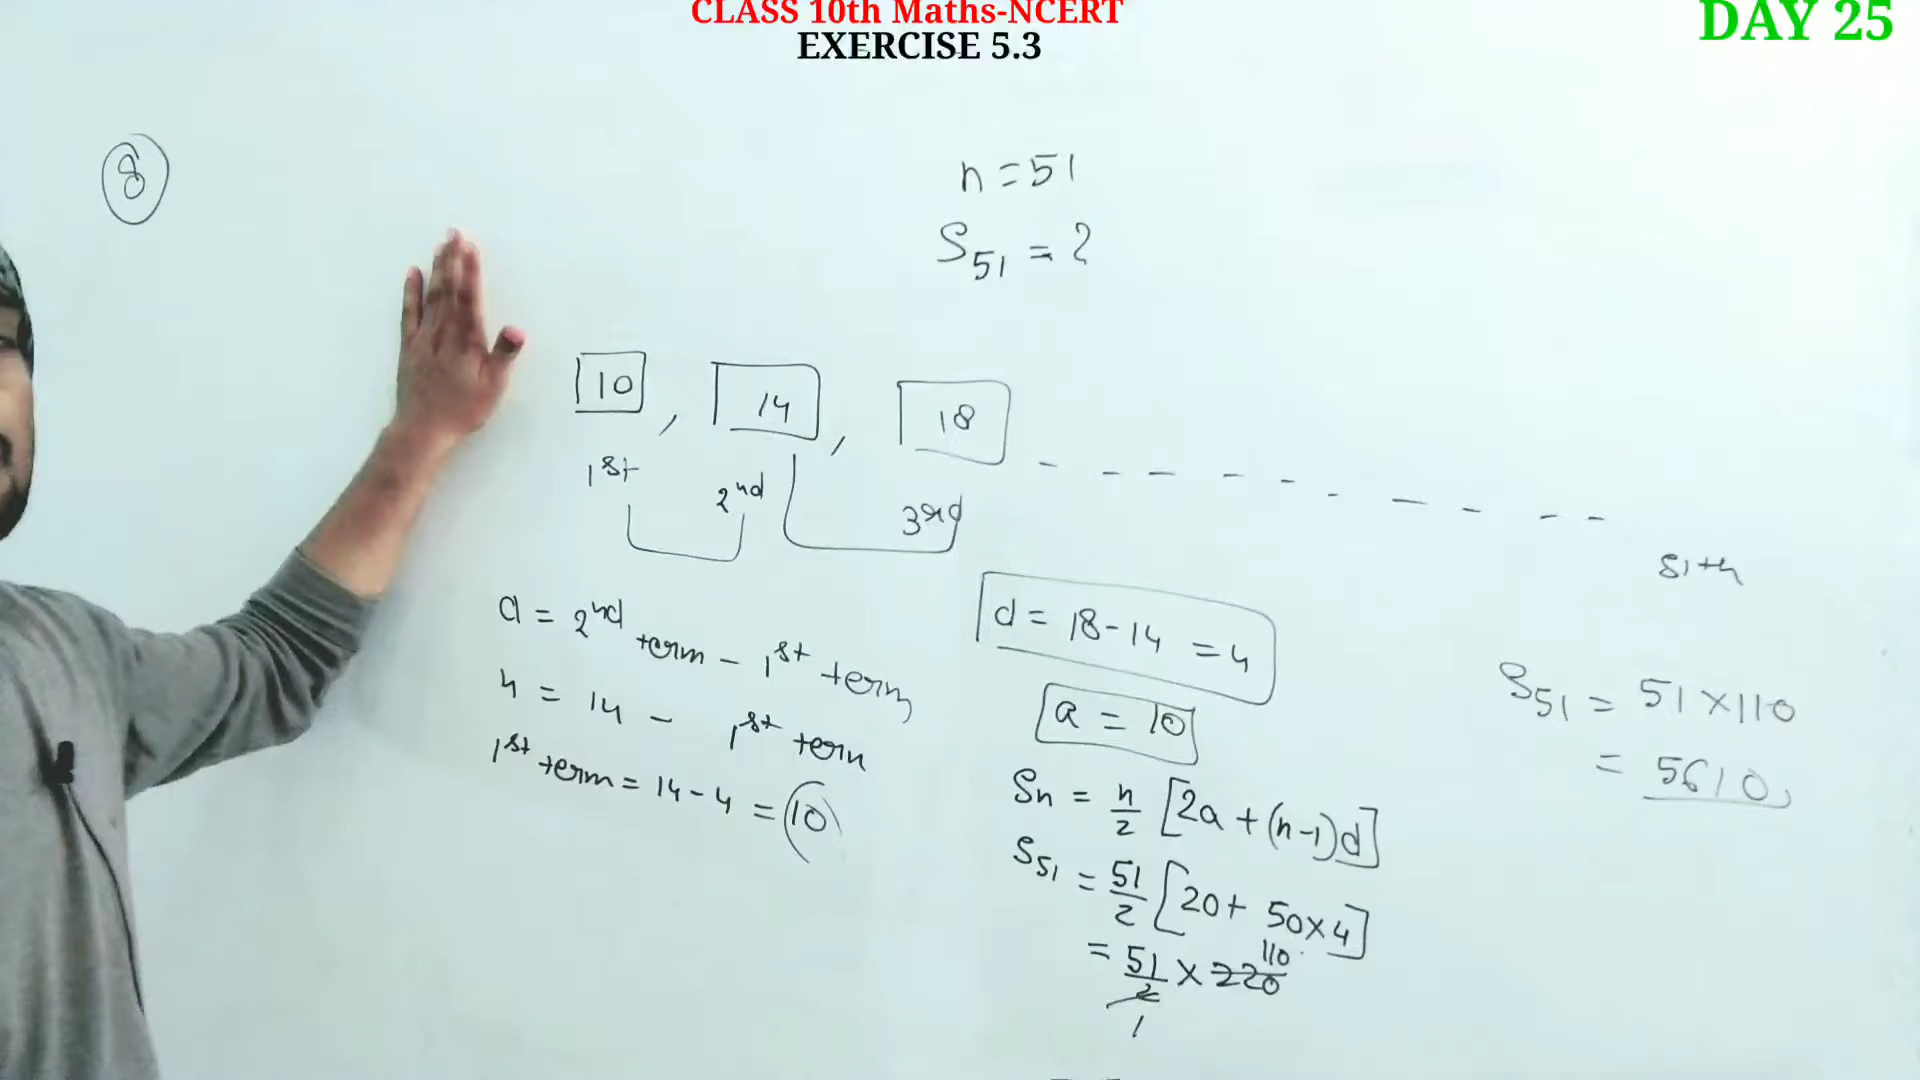 CLASS 10th Maths-NCERT
EXERCISE 5.3
DAY 25
8
n = 51
S51 = ?
10 , 14 , 18 - - - - - - - - - -
1st 2nd 3rd 51th
d = 2nd term - 1st term
4 = 14 - 1st term
1st term = 14 - 4 = 10
d = 18 - 14 = 4
a = 10
Sn = n/2 [2a + (n-1)d]
S51 = 51/2 [20 + 50×4]
= 51/2 × 220 110
1
S51 = 51 × 110
= 5610